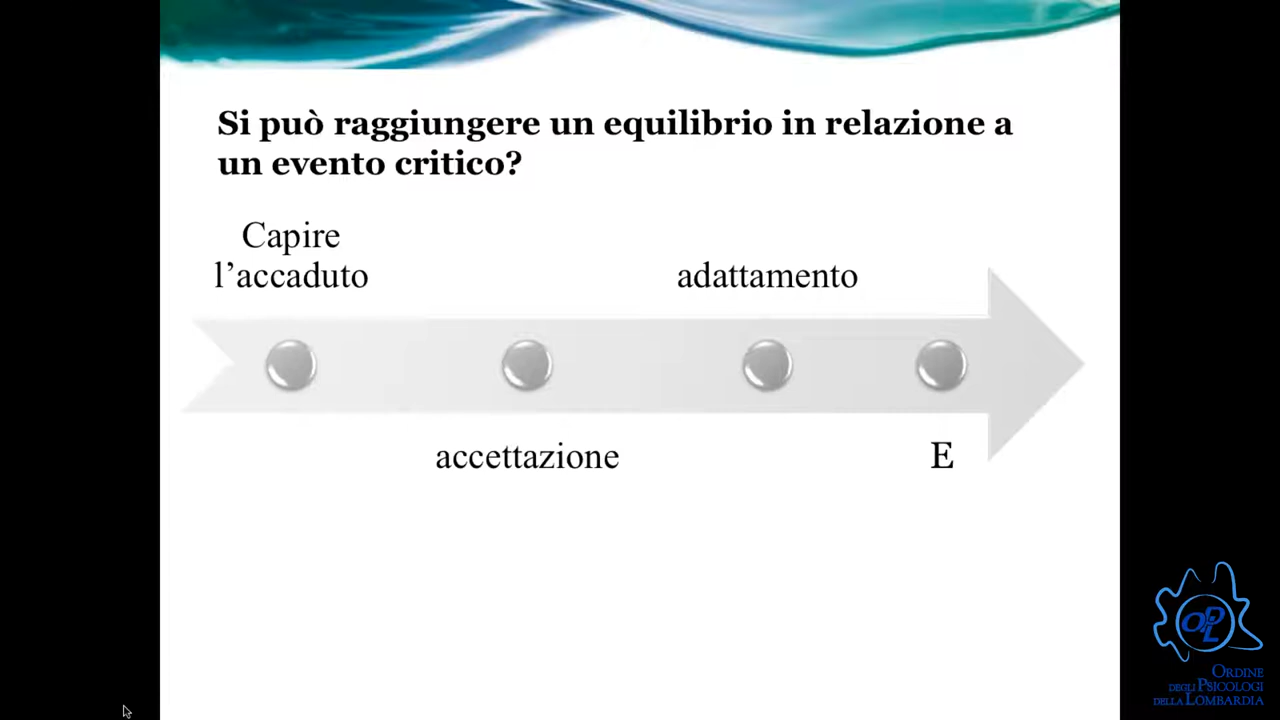 Si può raggiungere un equilibrio in relazione a
un evento critico?
Capire
l’accaduto
adattamento
accettazione
E
OPL
ORDINE
DEGLI PSICOLOGI
DELLA LOMBARDIA